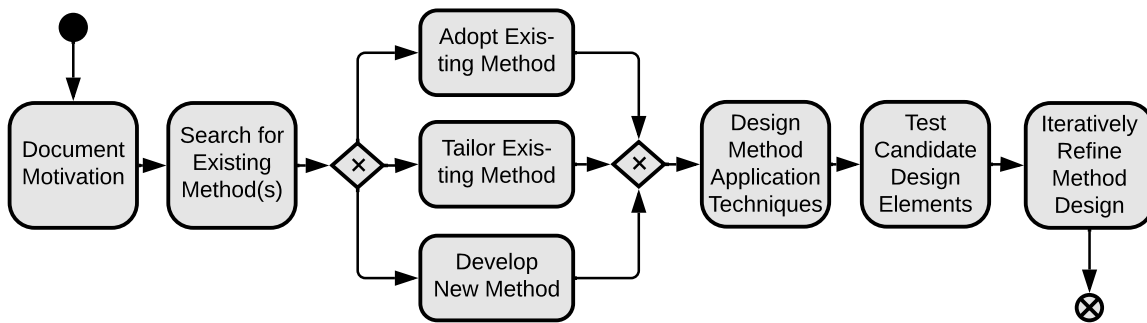 Document
Motivation
Search for
Existing
Method(s)
Adopt Exis-
ting Method
Tailor Exis-
ting Method
Develop
New Method
Design
Method
Application
Techniques
Test
Candidate
Design
Elements
Iteratively
Refine
Method
Design